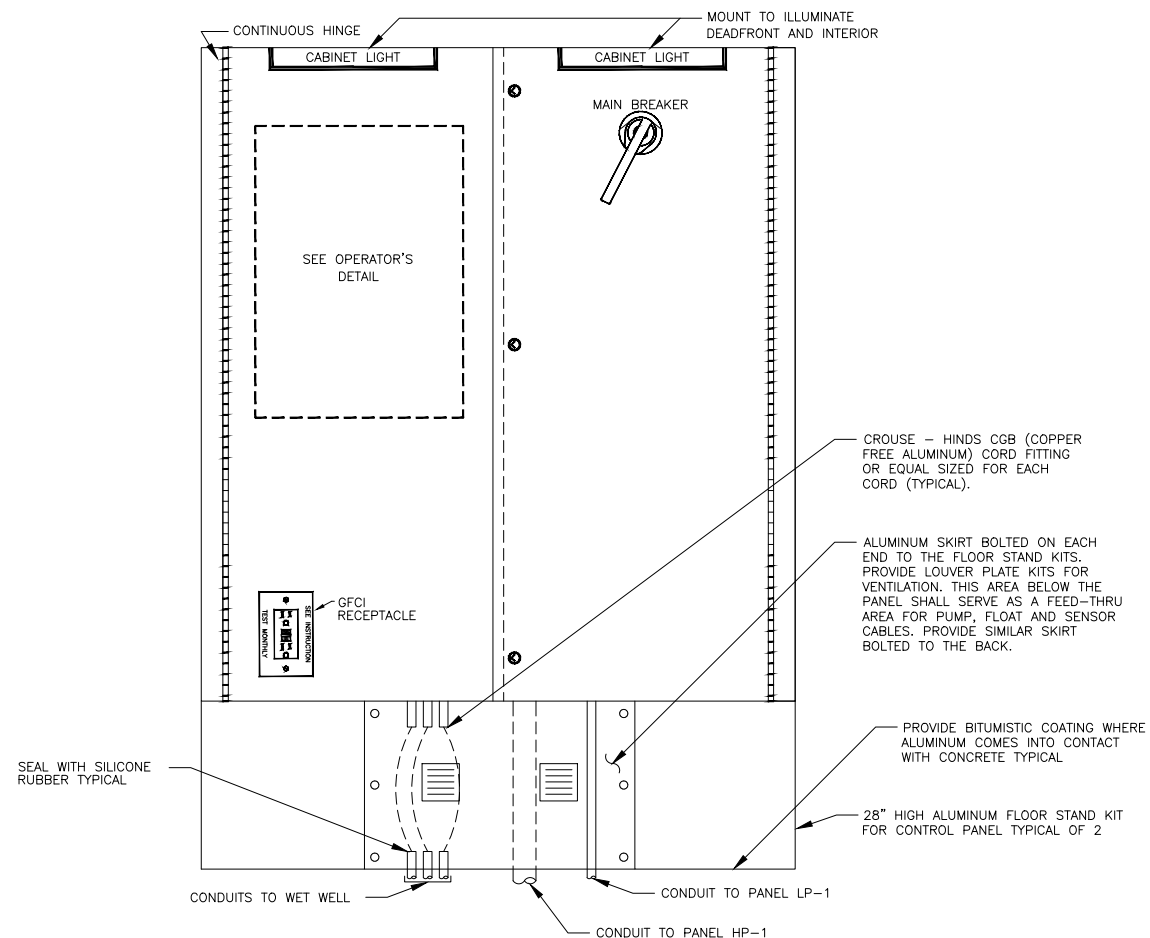 MOUNT TO ILLUMINATE
DEADFRONT AND INTERIOR
CONTINUOUS HINGE
CABINET LIGHT
CABINET LIGHT
MAIN BREAKER
SEE OPERATOR'S
DETAIL
CROUSE – HINDS CGB (COPPER
FREE ALUMINUM) CORD FITTING
OR EQUAL SIZED FOR EACH
CORD (TYPICAL).
ALUMINUM SKIRT BOLTED ON EACH
END TO THE FLOOR STAND KITS.
PROVIDE LOUVER PLATE KITS FOR
VENTILATION. THIS AREA BELOW THE
PANEL SHALL SERVE AS A FEED–THRU
AREA FOR PUMP, FLOAT AND SENSOR
CABLES. PROVIDE SIMILAR SKIRT
BOLTED TO THE BACK.
GFCI
RECEPTACLE
SEE INSTRUCTION
TEST MONTHLY
PROVIDE BITUMISTIC COATING WHERE
ALUMINUM COMES INTO CONTACT
WITH CONCRETE TYPICAL
SEAL WITH SILICONE
RUBBER TYPICAL
28" HIGH ALUMINUM FLOOR STAND KIT
FOR CONTROL PANEL TYPICAL OF 2
CONDUITS TO WET WELL
CONDUIT TO PANEL LP–1
CONDUIT TO PANEL HP–1